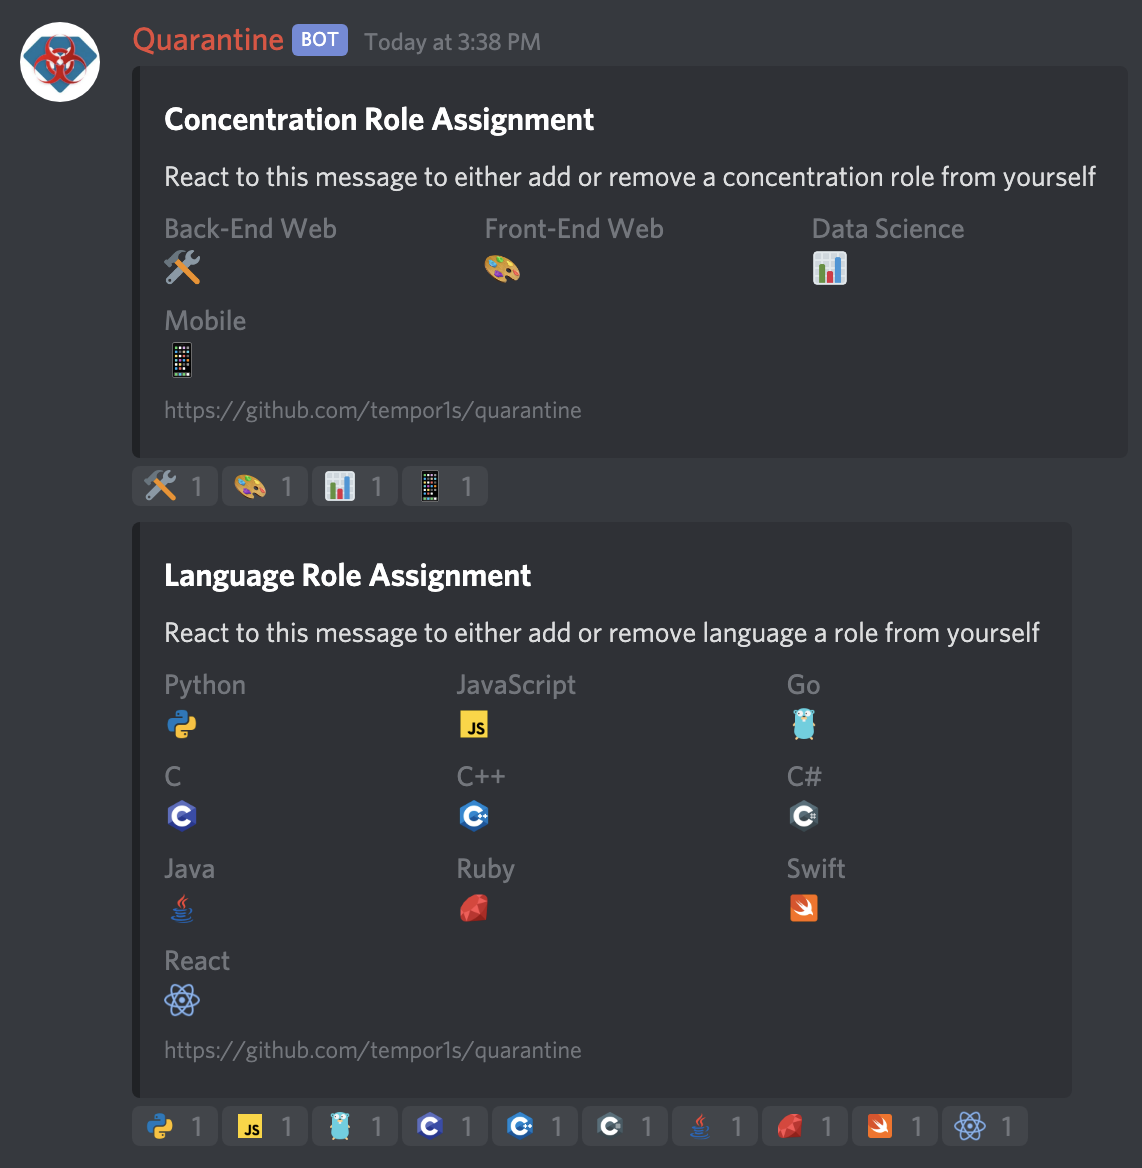 Quarantine BOT Today at 3:38 PM
Concentration Role Assignment
React to this message to either add or remove a concentration role from yourself
Back-End Web Front-End Web Data Science
Mobile
https://github.com/tempor1s/quarantine
1 1 1 1
Language Role Assignment
React to this message to either add or remove language a role from yourself
Python JavaScript Go
JS
C C++ C#
C C++ C#
Java Ruby Swift
React
https://github.com/tempor1s/quarantine
1 JS 1 1 C 1 C++ 1 C# 1 1 1 1 1